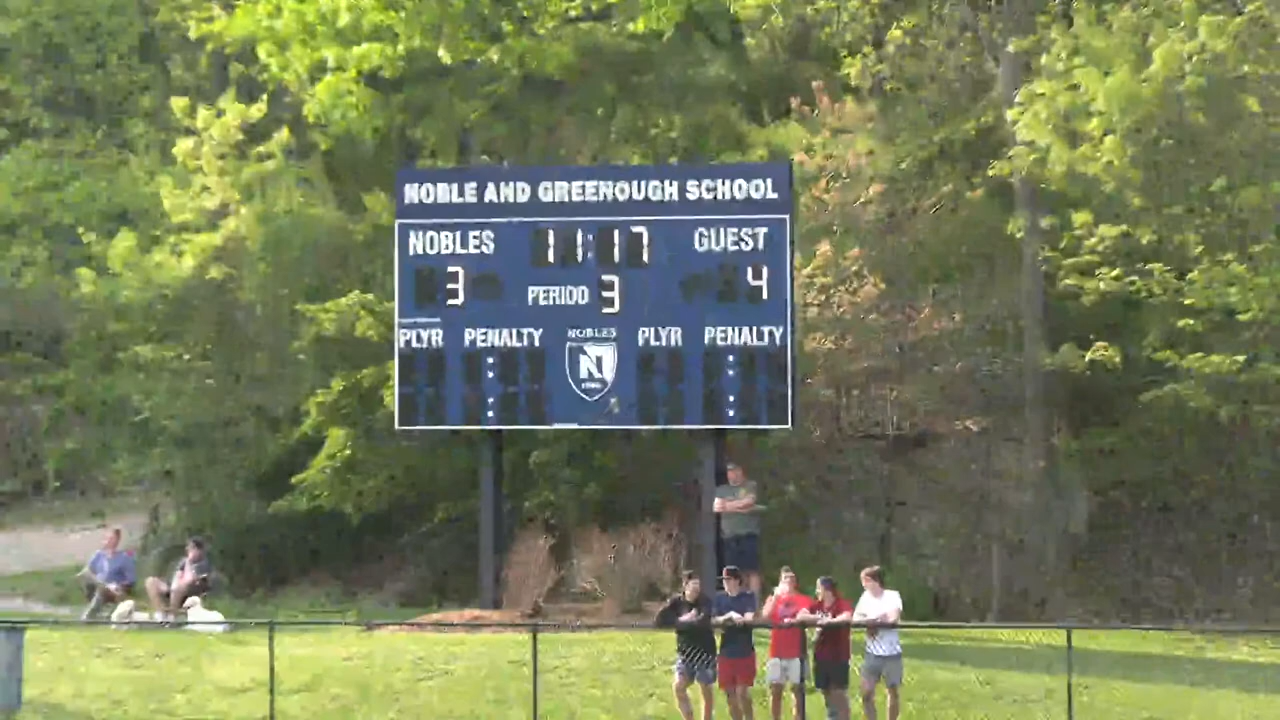 NOBLE AND GREENOUGH SCHOOL
NOBLES 11:17 GUEST
3 PERIOD 3 4
PLYR PENALTY NOBLES PLYR PENALTY
N